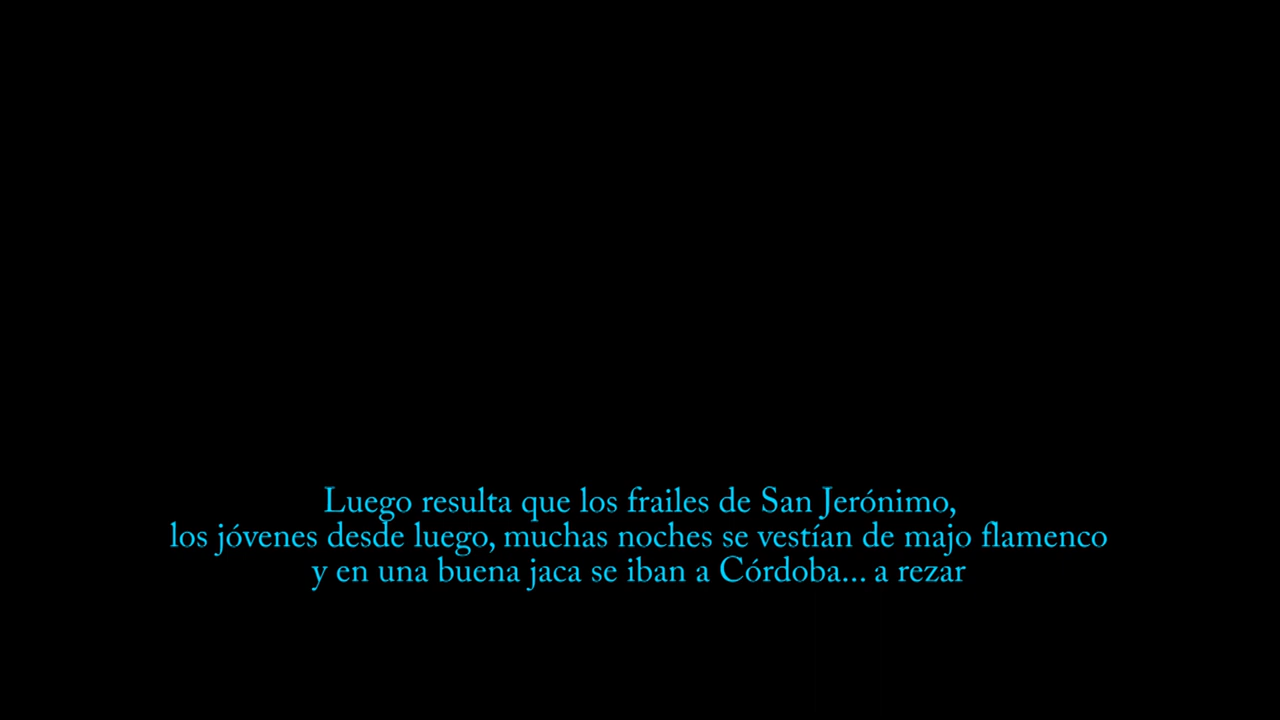 Luego resulta que los frailes de San Jerónimo,
los jóvenes desde luego, muchas noches se vestían de majo flamenco
y en una buena jaca se iban a Córdoba... a rezar